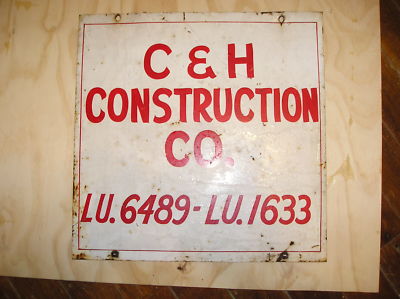 C & H
CONSTRUCTION
CO.
LU. 6489 - LU. 1633